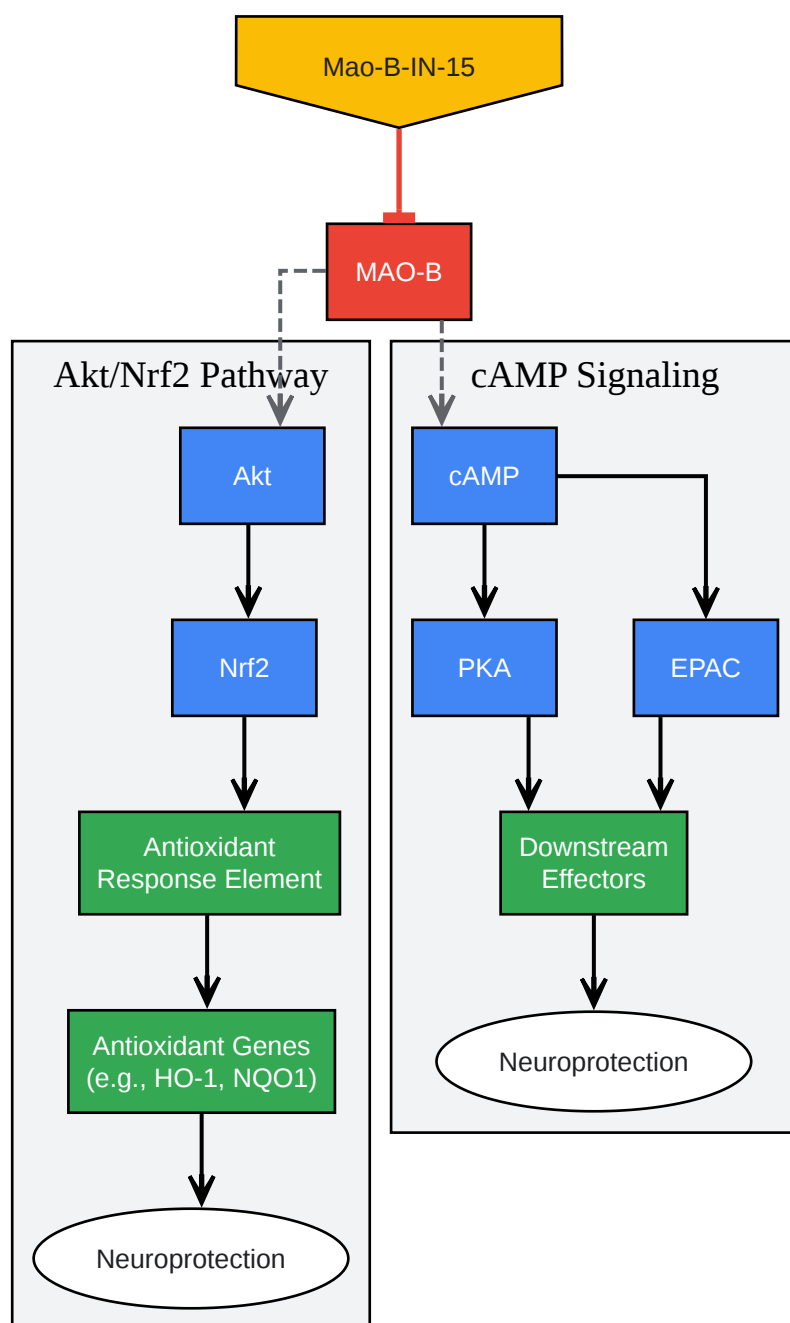 Mao-B-IN-15
MAO-B
Akt/Nrf2 Pathway
Akt
Nrf2
Antioxidant
Response Element
Antioxidant Genes
(e.g., HO-1, NQO1)
Neuroprotection
cAMP Signaling
cAMP
PKA
EPAC
Downstream
Effectors
Neuroprotection